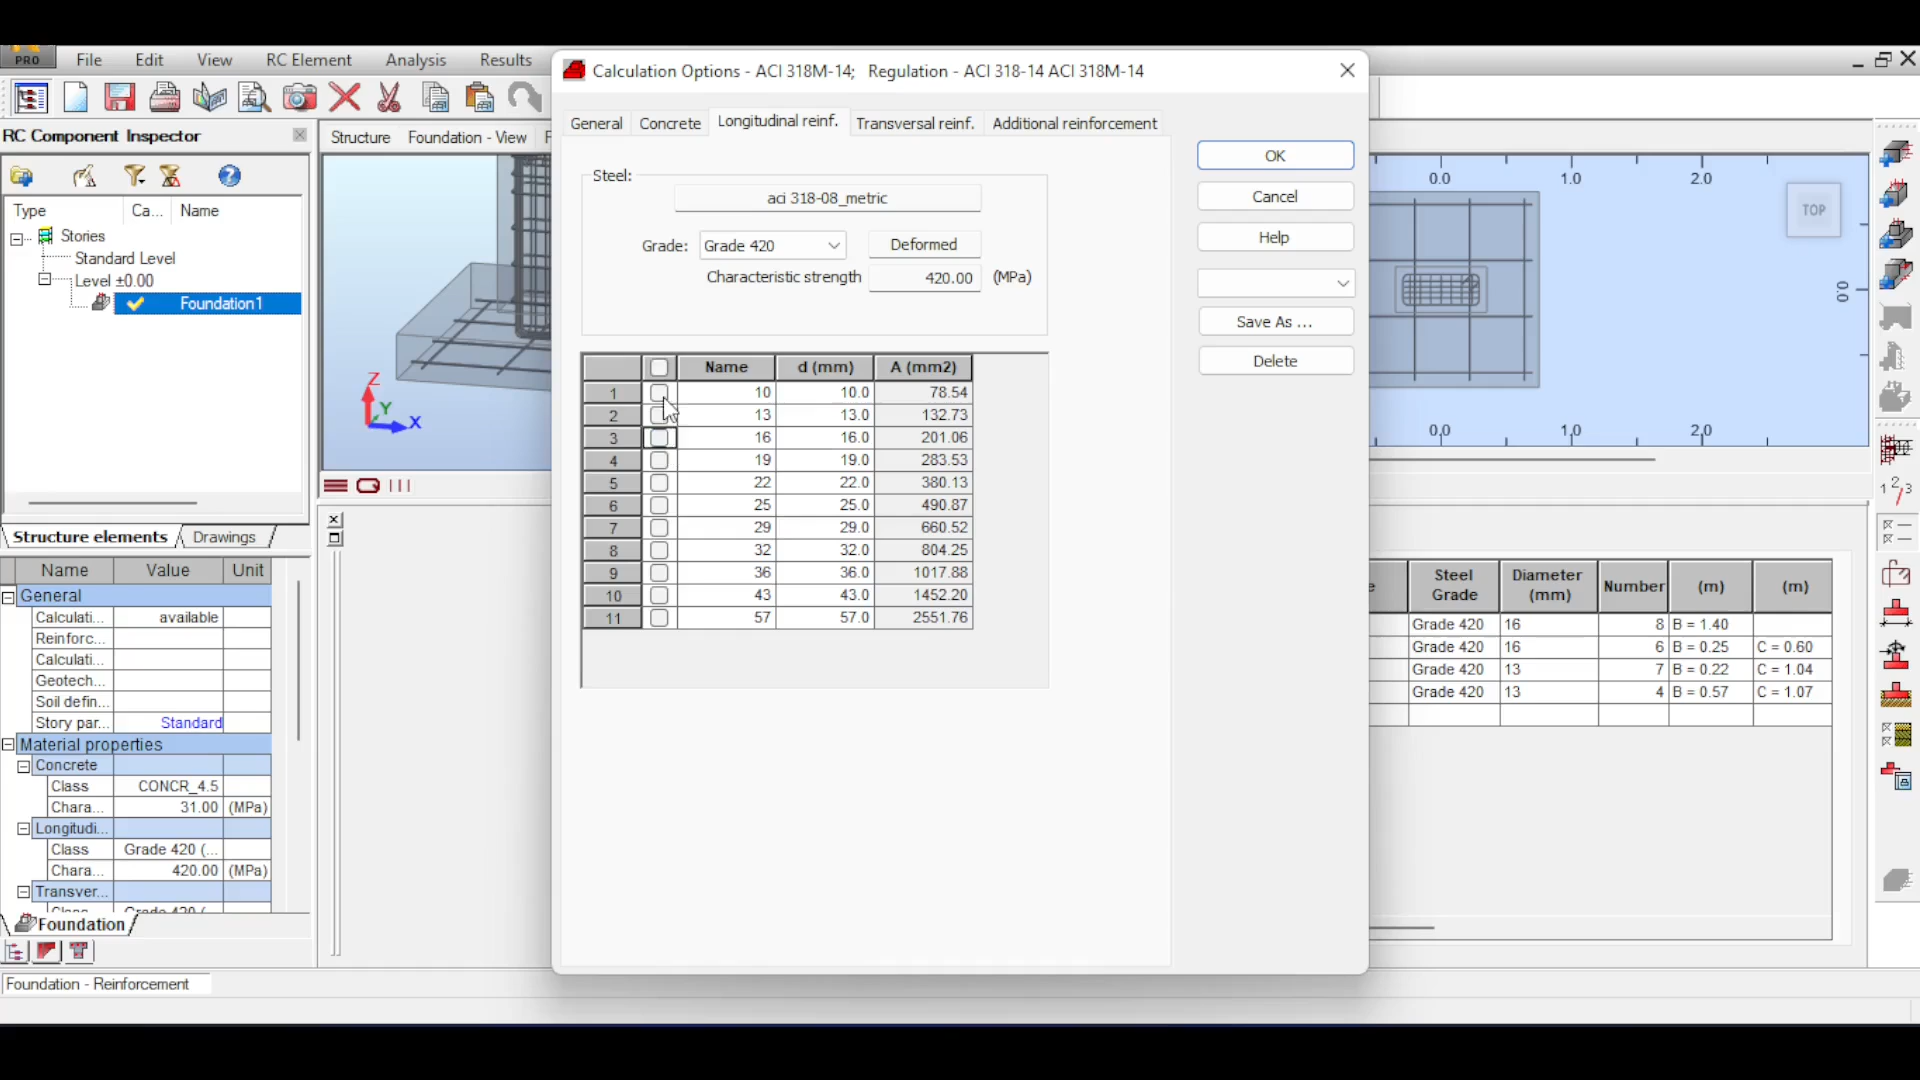 PRO
File Edit View RC Element Analysis Results
Calculation Options - ACI 318M-14; Regulation - ACI 318-14 ACI 318M-14
RC Component Inspector
Type Ca... Name
Stories
Standard Level
Level ±0.00
Foundation1
Structure elements Drawings
Name Value Unit
General
Calculati... available
Reinforc...
Calculati...
Geotech...
Soil defin...
Story par... Standard
Material properties
Concrete
Class CONCR_4.5
Chara... 31.00 (MPa)
Longitudi...
Class Grade 420 (...
Chara... 420.00 (MPa)
Transver...
Class Grade 420 (
Foundation
Foundation - Reinforcement
Structure Foundation - View
Z
Y
X
General Concrete Longitudinal reinf. Transversal reinf. Additional reinforcement
Steel:
aci 318-08_metric
Grade: Grade 420 Deformed
Characteristic strength 420.00 (MPa)
Name d (mm) A (mm2)
1 10 10.0 78.54
2 13 13.0 132.73
3 16 16.0 201.06
4 19 19.0 283.53
5 22 22.0 380.13
6 25 25.0 490.87
7 29 29.0 660.52
8 32 32.0 804.25
9 36 36.0 1017.88
10 43 43.0 1452.20
11 57 57.0 2551.76
OK
Cancel
Help
Save As ...
Delete
0.0 1.0 2.0
TOP
0.0
0,0 1,0 2,0
Steel Grade Diameter (mm) Number (m) (m)
Grade 420 16 8 B = 1.40
Grade 420 16 6 B = 0.25 C = 0.60
Grade 420 13 7 B = 0.22 C = 1.04
Grade 420 13 4 B = 0.57 C = 1.07
1 2/3